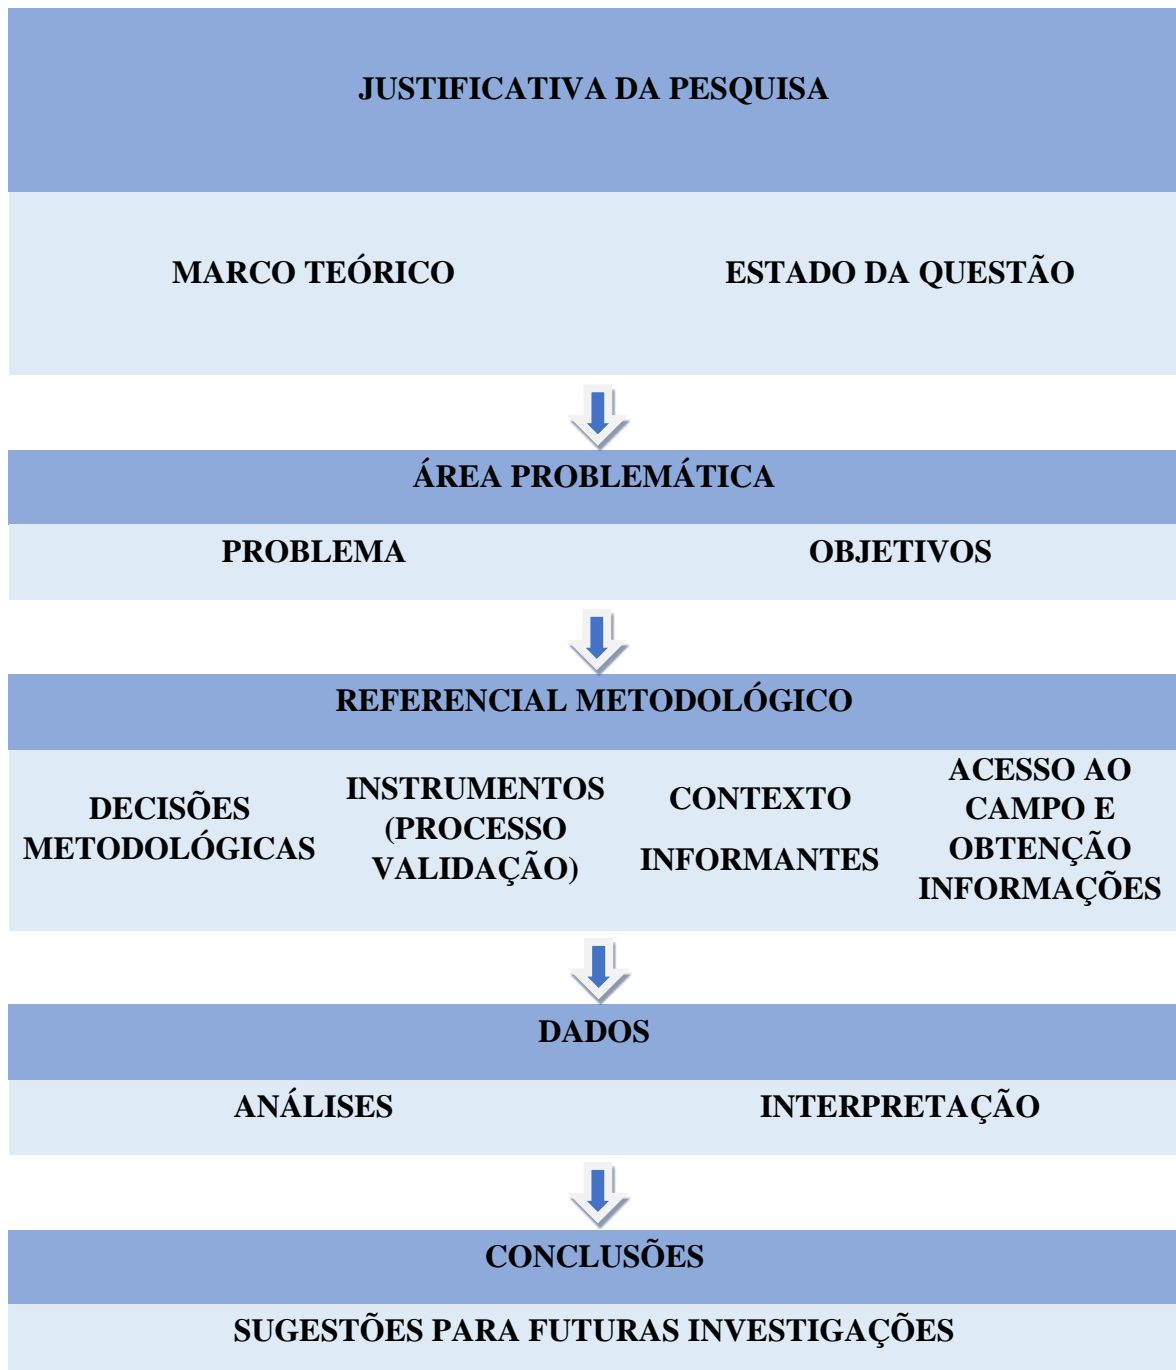 JUSTIFICATIVA DA PESQUISA
MARCO TEÓRICO
ESTADO DA QUESTÃO
ÁREA PROBLEMÁTICA
PROBLEMA
OBJETIVOS
REFERENCIAL METODOLÓGICO
DECISÕES
METODOLÓGICAS
INSTRUMENTOS
(PROCESSO
VALIDAÇÃO)
CONTEXTO
INFORMANTES
ACESSO AO
CAMPO E
OBTENÇÃO
INFORMAÇÕES
DADOS
ANÁLISES
INTERPRETAÇÃO
CONCLUSÕES
SUGESTÕES PARA FUTURAS INVESTIGAÇÕES